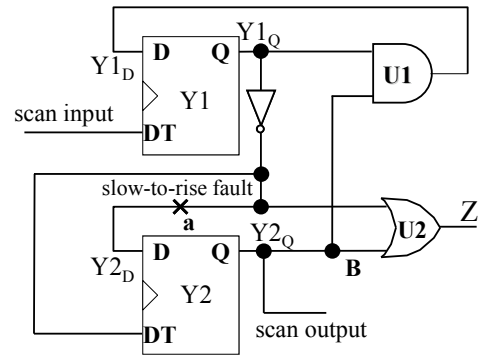 Y1Q
D Q
Y1D
U1
Y1
scan input
DT
slow-to-rise fault
a
Y2Q
U2
Z
D Q
B
Y2D
Y2
DT
scan output